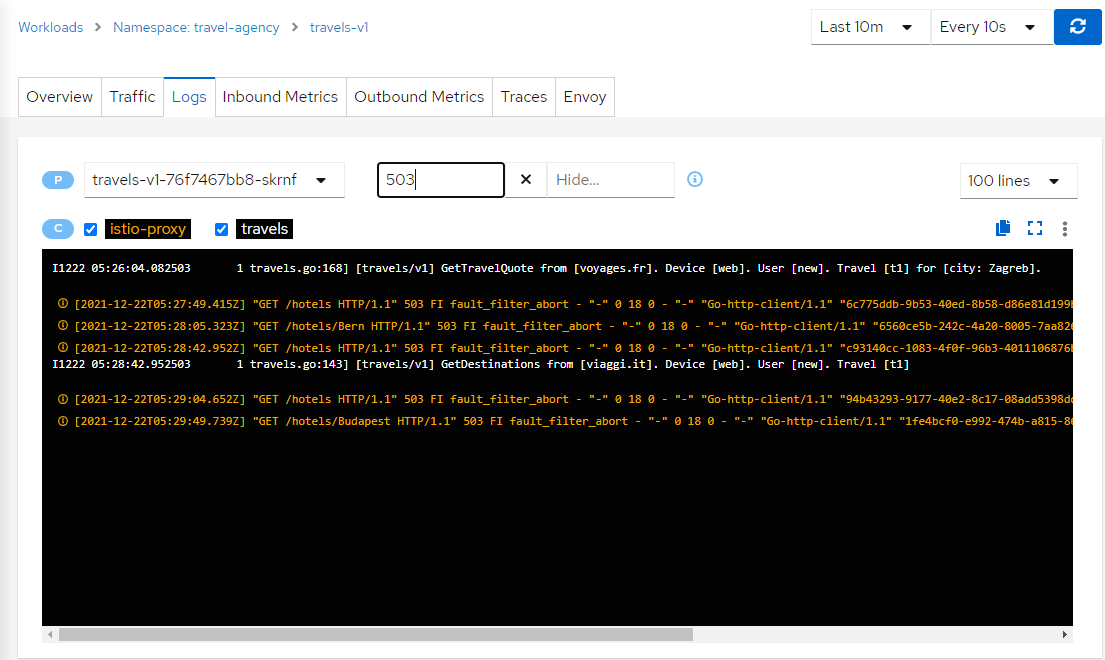 Workloads > Namespace: travel-agency > travels-v1
Last 10m
Every 10s
Overview
Traffic
Logs
Inbound Metrics
Outbound Metrics
Traces
Envoy
P
travels-v1-76f7467bb8-skrnf
503
Hide...
100 lines
C
istio-proxy
travels
I1222 05:26:04.082503 1 travels.go:168] [travels/v1] GetTravelQuote from [voyages.fr]. Device [web]. User [new]. Travel [t1] for [city: Zagreb].
[2021-12-22T05:27:49.415Z] "GET /hotels HTTP/1.1" 503 FI fault_filter_abort - "-" 0 18 0 - "-" "Go-http-client/1.1" "6c775ddb-9b53-40ed-8b58-d86e81d199b
[2021-12-22T05:28:05.323Z] "GET /hotels/Bern HTTP/1.1" 503 FI fault_filter_abort - "-" 0 18 0 - "-" "Go-http-client/1.1" "6560ce5b-242c-4a20-8005-7aa826
[2021-12-22T05:28:42.952Z] "GET /hotels HTTP/1.1" 503 FI fault_filter_abort - "-" 0 18 0 - "-" "Go-http-client/1.1" "c93140cc-1083-4f0f-96b3-4011106876b
I1222 05:28:42.952503 1 travels.go:143] [travels/v1] GetDestinations from [viaggi.it]. Device [web]. User [new]. Travel [t1]
[2021-12-22T05:29:04.652Z] "GET /hotels HTTP/1.1" 503 FI fault_filter_abort - "-" 0 18 0 - "-" "Go-http-client/1.1" "94b43293-9177-40e2-8c17-08add5398dc
[2021-12-22T05:29:49.739Z] "GET /hotels/Budapest HTTP/1.1" 503 FI fault_filter_abort - "-" 0 18 0 - "-" "Go-http-client/1.1" "1fe4bcf0-e992-474b-a815-86